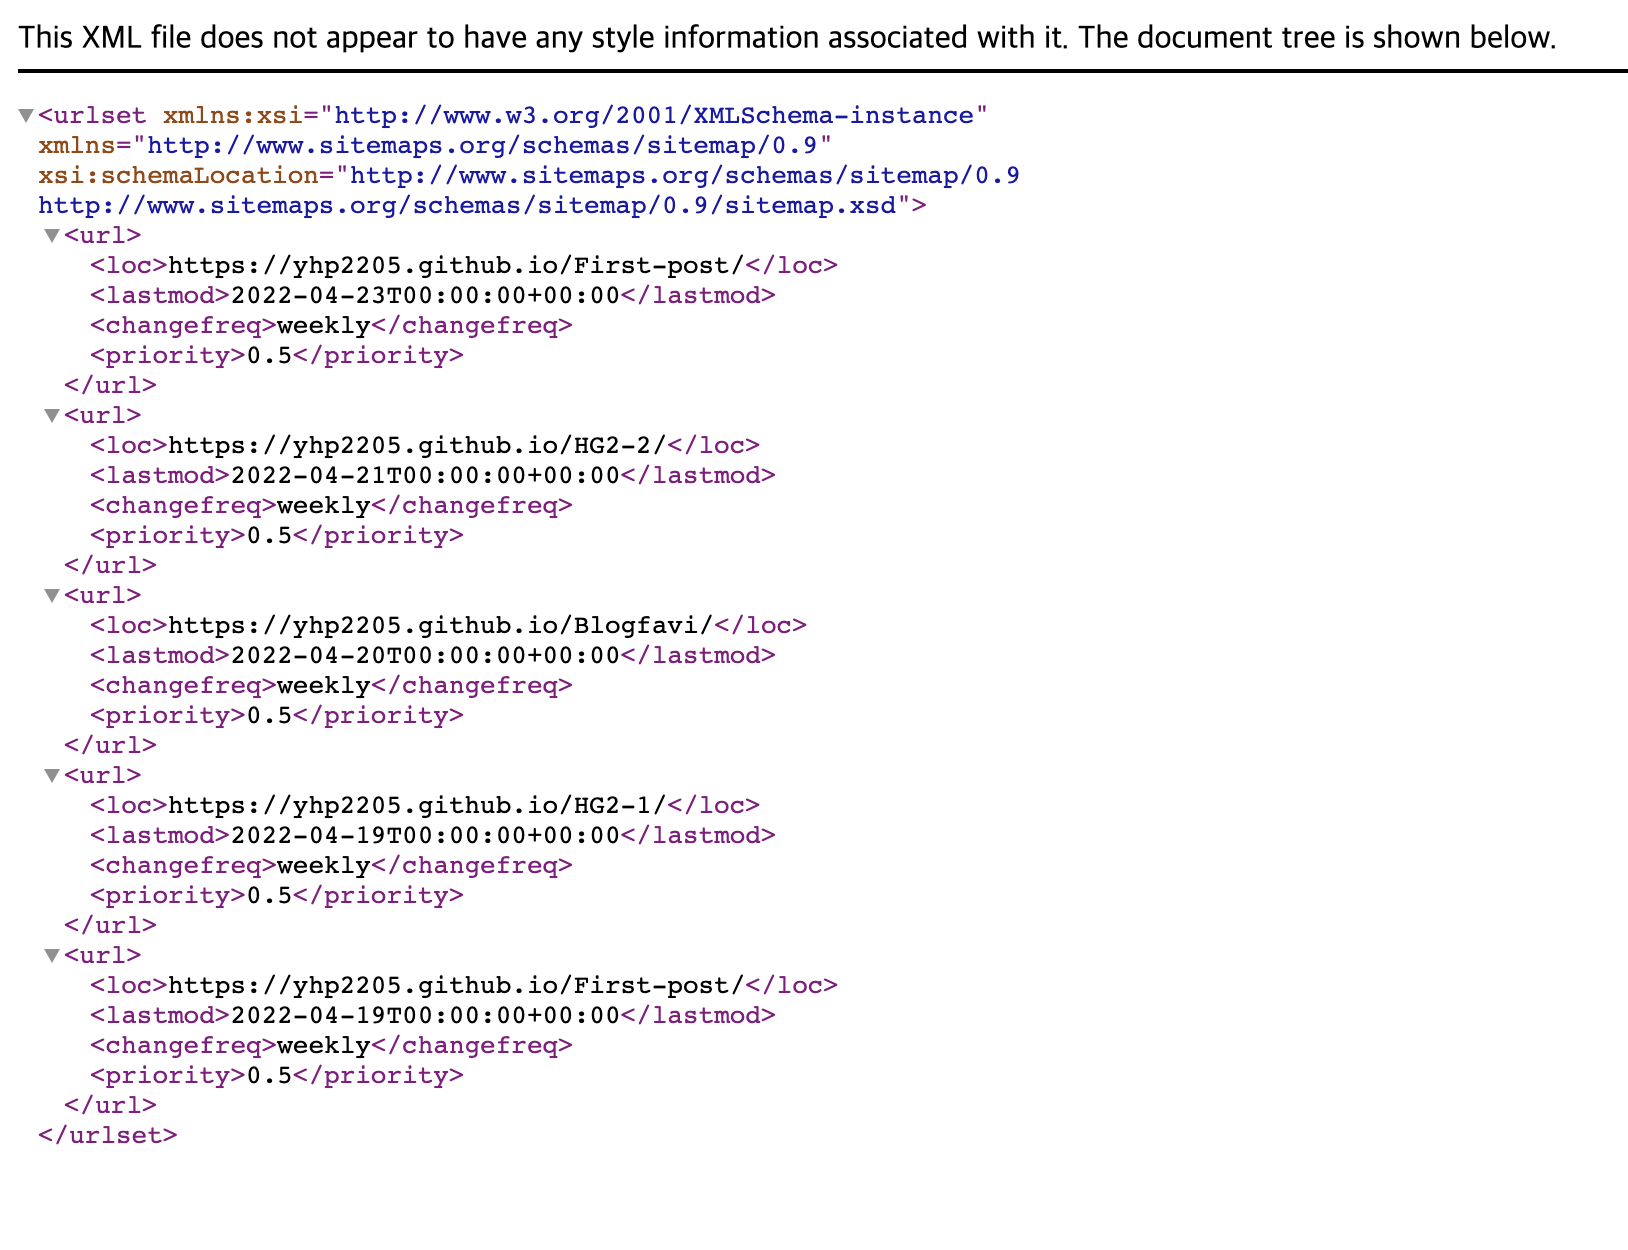 This XML file does not appear to have any style information associated with it. The document tree is shown below.
▼<urlset xmlns:xsi="http://www.w3.org/2001/XMLSchema-instance"
xmlns="http://www.sitemaps.org/schemas/sitemap/0.9"
xsi:schemaLocation="http://www.sitemaps.org/schemas/sitemap/0.9
http://www.sitemaps.org/schemas/sitemap/0.9/sitemap.xsd">
▼<url>
<loc>https://yhp2205.github.io/First-post/</loc>
<lastmod>2022-04-23T00:00:00+00:00</lastmod>
<changefreq>weekly</changefreq>
<priority>0.5</priority>
</url>
▼<url>
<loc>https://yhp2205.github.io/HG2-2/</loc>
<lastmod>2022-04-21T00:00:00+00:00</lastmod>
<changefreq>weekly</changefreq>
<priority>0.5</priority>
</url>
▼<url>
<loc>https://yhp2205.github.io/Blogfavi/</loc>
<lastmod>2022-04-20T00:00:00+00:00</lastmod>
<changefreq>weekly</changefreq>
<priority>0.5</priority>
</url>
▼<url>
<loc>https://yhp2205.github.io/HG2-1/</loc>
<lastmod>2022-04-19T00:00:00+00:00</lastmod>
<changefreq>weekly</changefreq>
<priority>0.5</priority>
</url>
▼<url>
<loc>https://yhp2205.github.io/First-post/</loc>
<lastmod>2022-04-19T00:00:00+00:00</lastmod>
<changefreq>weekly</changefreq>
<priority>0.5</priority>
</url>
</urlset>